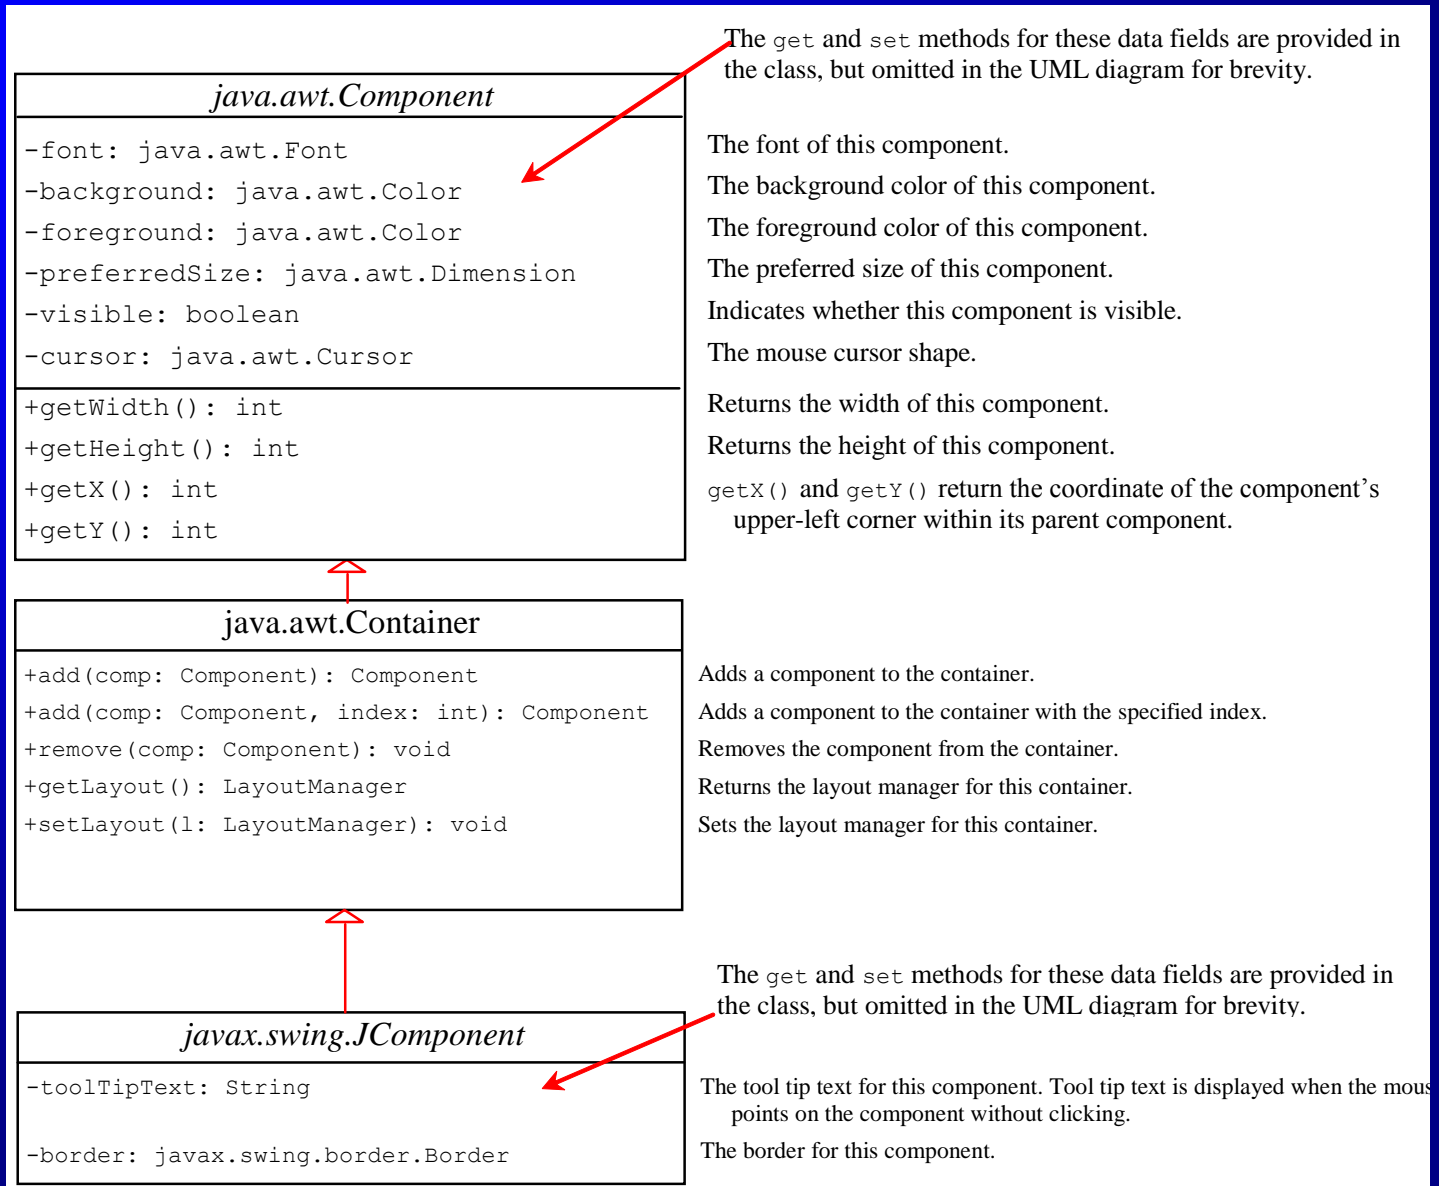 The get and set methods for these data fields are provided in
the class, but omitted in the UML diagram for brevity.
java.awt.Component
-font: java.awt.Font
The font of this component.
-background: java.awt.Color
The background color of this component.
-foreground: java.awt.Color
The foreground color of this component.
-preferredSize: java.awt.Dimension
The preferred size of this component.
-visible: boolean
Indicates whether this component is visible.
-cursor: java.awt.Cursor
The mouse cursor shape.
+getWidth(): int
Returns the width of this component.
+getHeight(): int
Returns the height of this component.
+getX(): int
getX() and getY() return the coordinate of the component’s
+getY(): int
upper-left corner within its parent component.
java.awt.Container
+add(comp: Component): Component
Adds a component to the container.
+add(comp: Component, index: int): Component
Adds a component to the container with the specified index.
+remove(comp: Component): void
Removes the component from the container.
+getLayout(): LayoutManager
Returns the layout manager for this container.
+setLayout(l: LayoutManager): void
Sets the layout manager for this container.
The get and set methods for these data fields are provided in
the class, but omitted in the UML diagram for brevity.
javax.swing.JComponent
-toolTipText: String
The tool tip text for this component. Tool tip text is displayed when the mous
points on the component without clicking.
-border: javax.swing.border.Border
The border for this component.